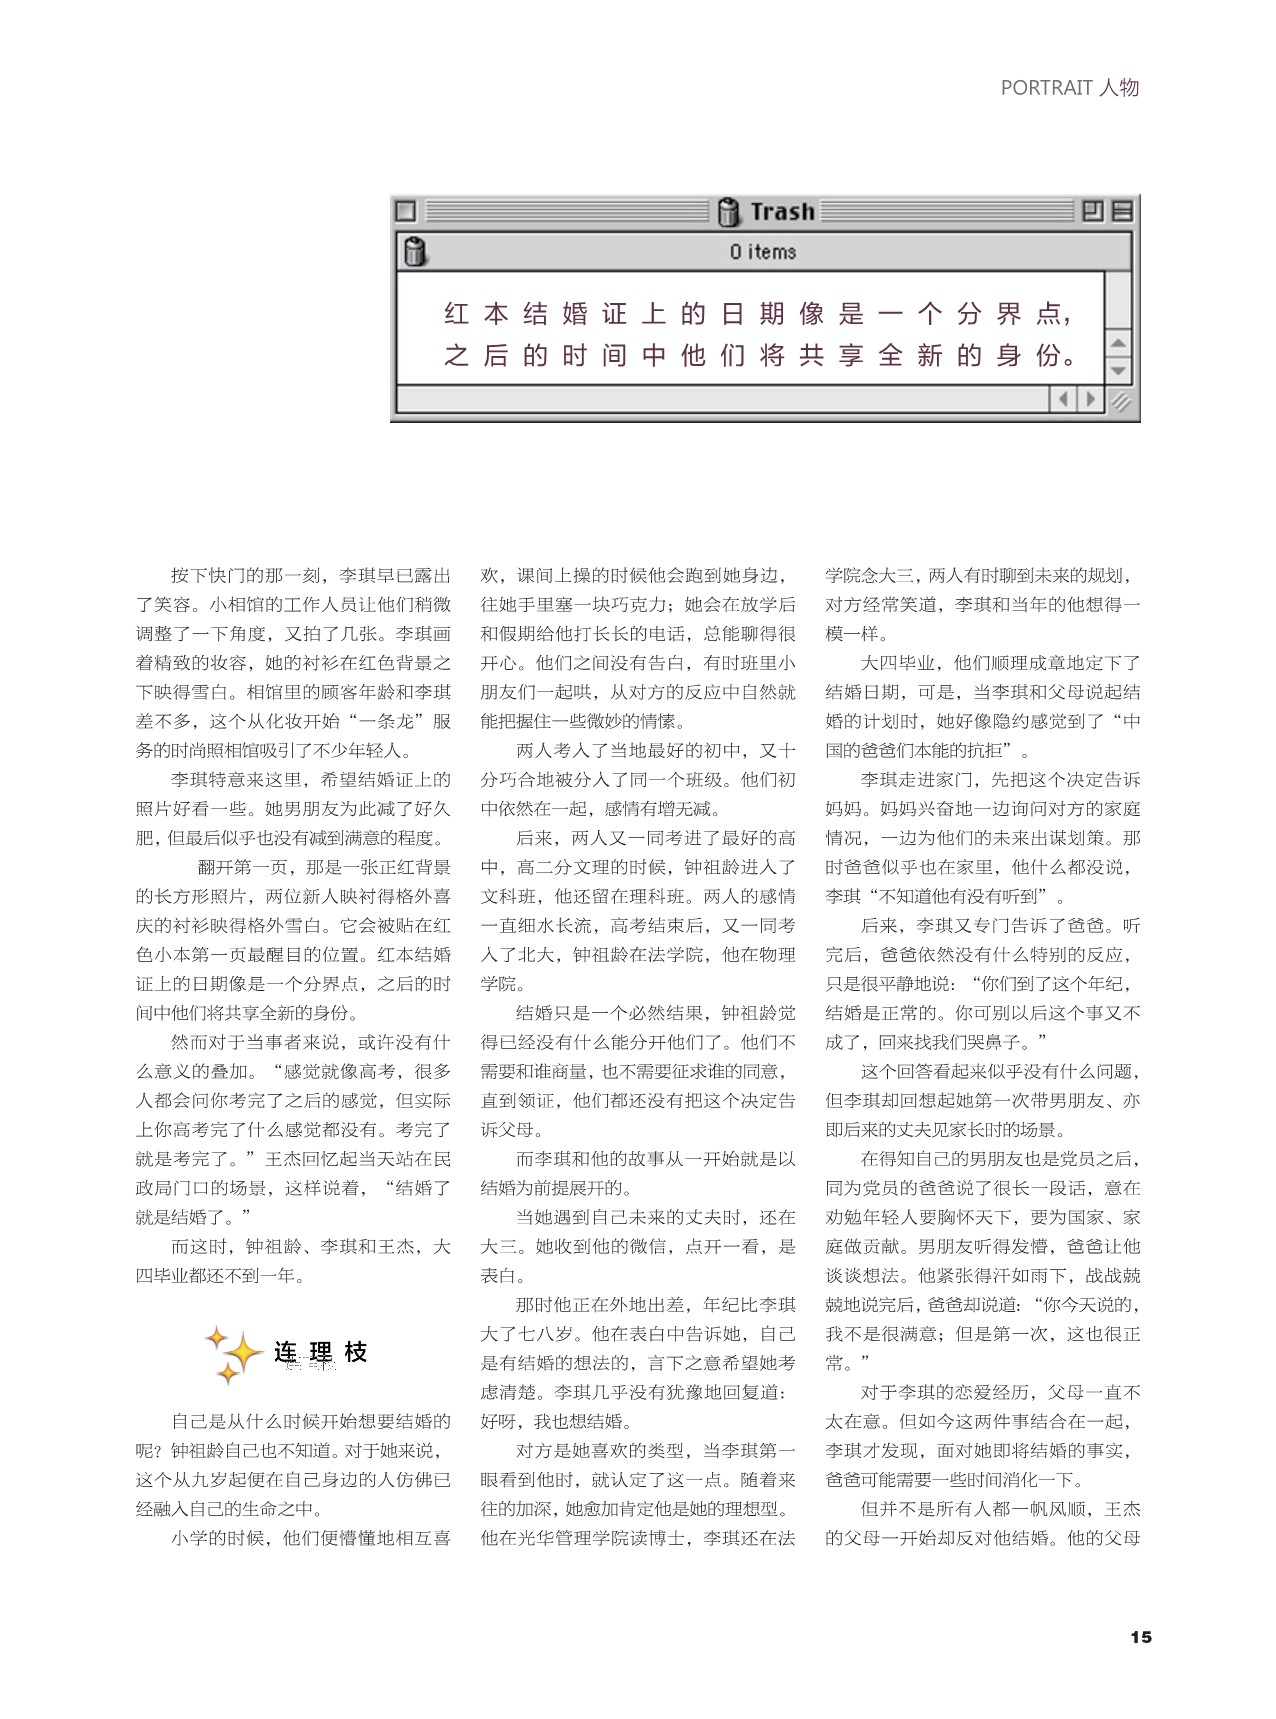 PORTRAIT 人物
Trash
0 items
红本结婚证上的日期像是一个分界点，
之后的时间中他们将共享全新的身份。
按下快门的那一刻，李琪早已露出
了笑容。小相馆的工作人员让他们稍微
调整了一下角度，又拍了几张。李琪画
着精致的妆容，她的衬衫在红色背景之
下映得雪白。相馆里的顾客年龄和李琪
差不多，这个从化妆开始“一条龙”服
务的时尚照相馆吸引了不少年轻人。
李琪特意来这里，希望结婚证上的
照片好看一些。她男朋友为此减了好久
肥，但最后似乎也没有减到满意的程度。
翻开第一页，那是一张正红背景
的长方形照片，两位新人映衬得格外喜
庆的衬衫映得格外雪白。它会被贴在红
色小本第一页最醒目的位置。红本结婚
证上的日期像是一个分界点，之后的时
间中他们将共享全新的身份。
然而对于当事者来说，或许没有什
么意义的叠加。“感觉就像高考，很多
人都会问你考完了之后的感觉，但实际
上你高考完了什么感觉都没有。考完了
就是考完了。”王杰回忆起当天站在民
政局门口的场景，这样说着，“结婚了
就是结婚了。”
而这时，钟祖龄、李琪和王杰，大
四毕业都还不到一年。
连理枝
自己是从什么时候开始想要结婚的
呢？钟祖龄自己也不知道。对于她来说，
这个从九岁起便在自己身边的人仿佛已
经融入自己的生命之中。
小学的时候，他们便懵懂地相互喜
欢，课间上操的时候他会跑到她身边，
往她手里塞一块巧克力；她会在放学后
和假期给他打长长的电话，总能聊得很
开心。他们之间没有告白，有时班里小
朋友们一起哄，从对方的反应中自然就
能把握住一些微妙的情愫。
两人考入了当地最好的初中，又十
分巧合地被分入了同一个班级。他们初
中依然在一起，感情有增无减。
后来，两人又一同考进了最好的高
中，高二分文理的时候，钟祖龄进入了
文科班，他还留在理科班。两人的感情
一直细水长流，高考结束后，又一同考
入了北大，钟祖龄在法学院，他在物理
学院。
结婚只是一个必然结果，钟祖龄觉
得已经没有什么能分开他们了。他们不
需要和谁商量，也不需要征求谁的同意，
直到领证，他们都还没有把这个决定告
诉父母。
而李琪和他的故事从一开始就是以
结婚为前提展开的。
当她遇到自己未来的丈夫时，还在
大三。她收到他的微信，点开一看，是
表白。
那时他正在外地出差，年纪比李琪
大了七八岁。他在表白中告诉她，自己
是有结婚的想法的，言下之意希望她考
虑清楚。李琪几乎没有犹豫地回复道：
好呀，我也想结婚。
对方是她喜欢的类型，当李琪第一
眼看到他时，就认定了这一点。随着来
往的加深，她愈加肯定他是她的理想型。
他在光华管理学院读博士，李琪还在法
学院念大三，两人有时聊到未来的规划，
对方经常笑道，李琪和当年的他想得一
模一样。
大四毕业，他们顺理成章地定下了
结婚日期，可是，当李琪和父母说起结
婚的计划时，她好像隐约感觉到了“中
国的爸爸们本能的抗拒”。
李琪走进家门，先把这个决定告诉
妈妈。妈妈兴奋地一边询问对方的家庭
情况，一边为他们的未来出谋划策。那
时爸爸似乎也在家里，他什么都没说，
李琪“不知道他有没有听到”。
后来，李琪又专门告诉了爸爸。听
完后，爸爸依然没有什么特别的反应，
只是很平静地说：“你们到了这个年纪，
结婚是正常的。你可别以后这个事又不
成了，回来找我们哭鼻子。”
这个回答看起来似乎没有什么问题，
但李琪却回想起她第一次带男朋友、亦
即后来的丈夫见家长时的场景。
在得知自己的男朋友也是党员之后，
同为党员的爸爸说了很长一段话，意在
劝勉年轻人要胸怀天下，要为国家、家
庭做贡献。男朋友听得发懵，爸爸让他
谈谈想法。他紧张得汗如雨下，战战兢
兢地说完后，爸爸却说道：“你今天说的，
我不是很满意；但是第一次，这也很正
常。”
对于李琪的恋爱经历，父母一直不
太在意。但如今这两件事结合在一起，
李琪才发现，面对她即将结婚的事实，
爸爸可能需要一些时间消化一下。
但并不是所有人都一帆风顺，王杰
的父母一开始却反对他结婚。他的父母
15